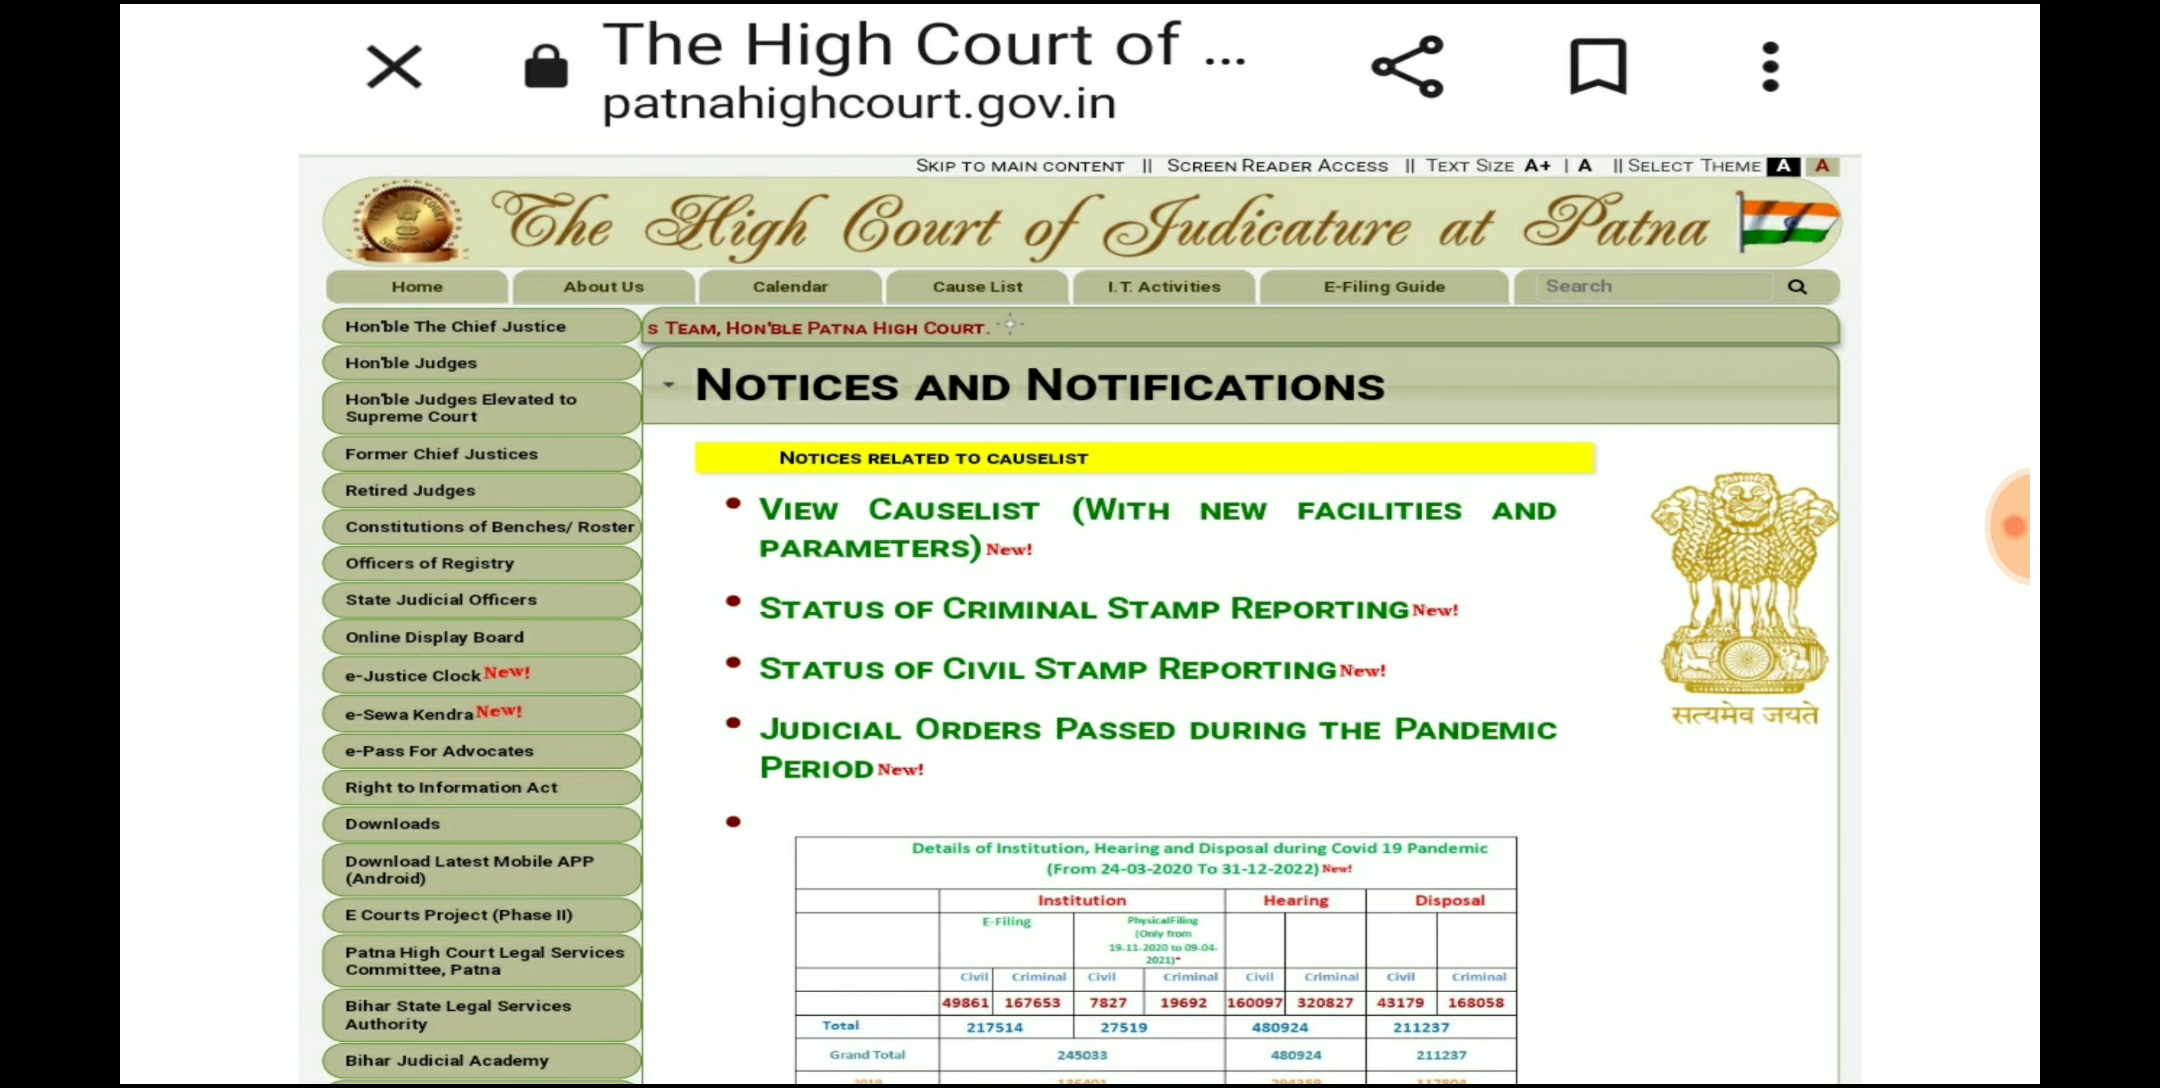 The High Court of ...
patnahighcourt.gov.in
SKIP TO MAIN CONTENT || SCREEN READER ACCESS || TEXT SIZE A+ | A || SELECT THEME A A
The High Court of Judicature at Patna
Home About Us Calendar Cause List I.T. Activities E-Filing Guide Search
Hon'ble The Chief Justice
Hon'ble Judges
Hon'ble Judges Elevated to
Supreme Court
Former Chief Justices
Retired Judges
Constitutions of Benches/ Roster
Officers of Registry
State Judicial Officers
Online Display Board
e-Justice Clock New!
e-Sewa Kendra New!
e-Pass For Advocates
Right to Information Act
Downloads
Download Latest Mobile APP
(Android)
E Courts Project (Phase II)
Patna High Court Legal Services
Committee, Patna
Bihar State Legal Services
Authority
Bihar Judicial Academy
S TEAM, HON'BLE PATNA HIGH COURT.
NOTICES AND NOTIFICATIONS
NOTICES RELATED TO CAUSELIST
VIEW CAUSELIST (WITH NEW FACILITIES AND
PARAMETERS) New!
STATUS OF CRIMINAL STAMP REPORTING New!
STATUS OF CIVIL STAMP REPORTING New!
JUDICIAL ORDERS PASSED DURING THE PANDEMIC
PERIOD New!
सत्यमेव जयते
Details of Institution, Hearing and Disposal during Covid 19 Pandemic
(From 24-03-2020 To 31-12-2022) New!
Institution Hearing Disposal
E-Filing
PhysicalFiling
(Only from
19-11-2020 to 09-04-
2021)*
Civil Criminal Civil Criminal Civil Criminal Civil Criminal
49861 167653 7827 19692 160097 320827 43179 168058
Total 217514 27519 480924 211237
Grand Total 245033 480924 211237